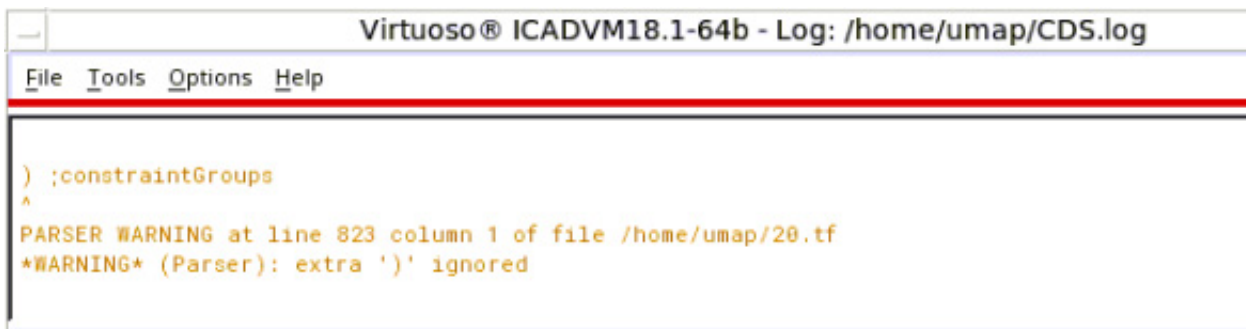 Virtuoso® ICADVM18.1-64b - Log: /home/umap/CDS.log
File Tools Options Help
) ;constraintGroups
^
PARSER WARNING at line 823 column 1 of file /home/umap/20.tf
*WARNING* (Parser): extra ')' ignored